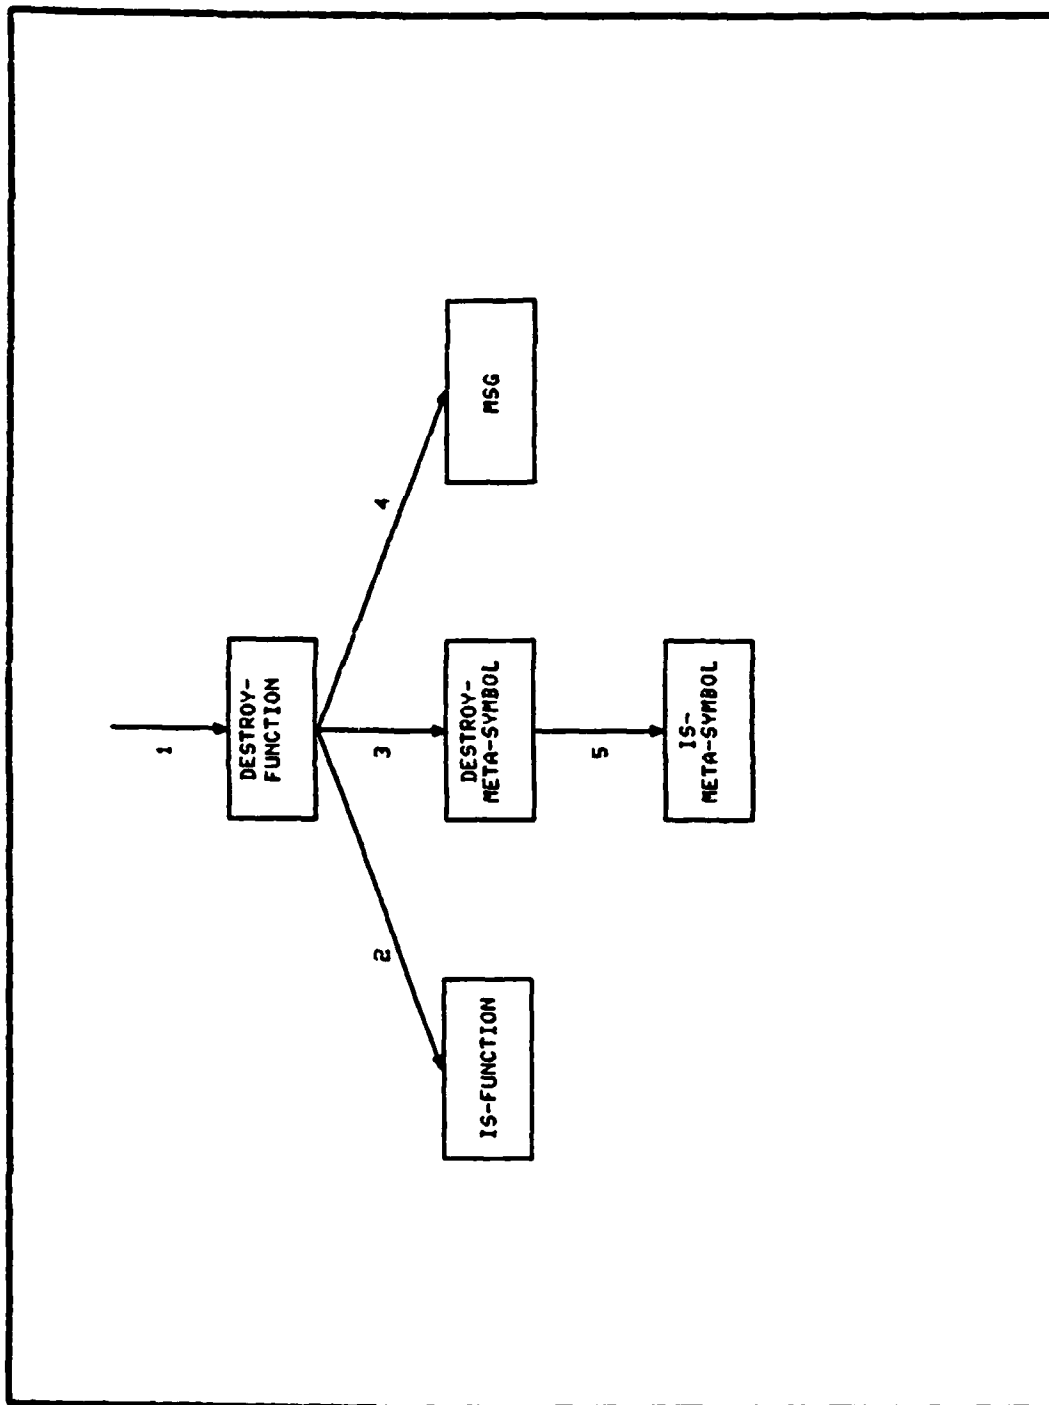 1
DESTROY-
FUNCTION
2
3
4
IS-FUNCTION
DESTROY-
META-SYMBOL
MSG
5
IS-
META-SYMBOL